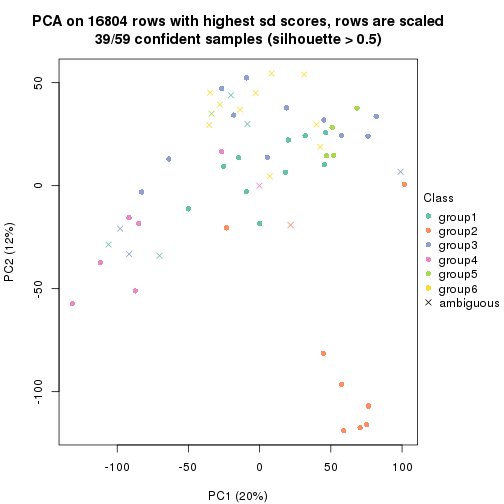 PCA on 16804 rows with highest sd scores, rows are scaled
39/59 confident samples (silhouette > 0.5)
50
0
-50
-100
PC2 (12%)
-100
-50
0
50
100
PC1 (20%)
Class
group1
group2
group3
group4
group5
group6
ambiguous